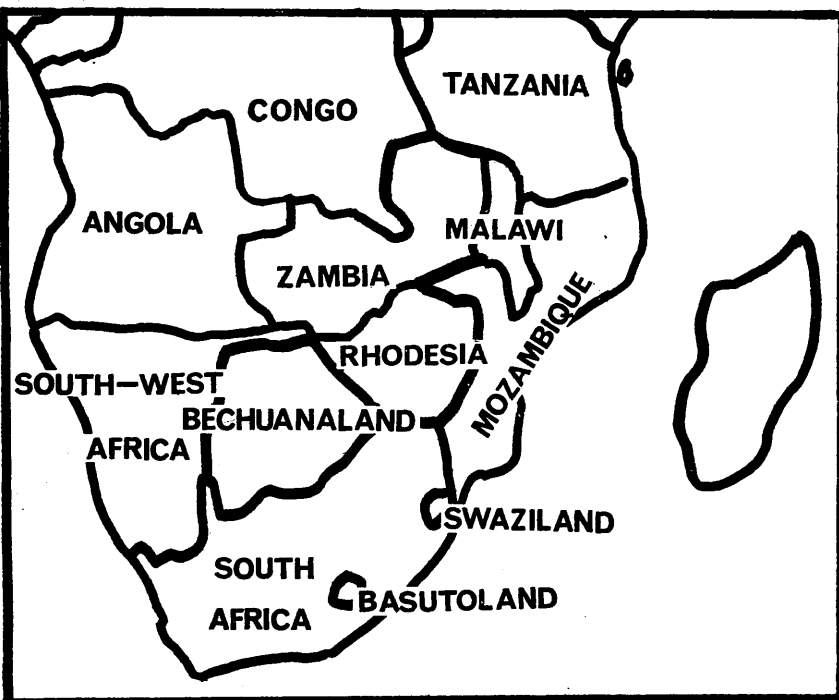 TANZANIA
CONGO
ANGOLA
MALAWI
ZAMBIA
MOZAMBIQUE
RHODESIA
SOUTH-WEST
AFRICA
BECHUANALAND
SWAZILAND
SOUTH
AFRICA
BASUTOLAND